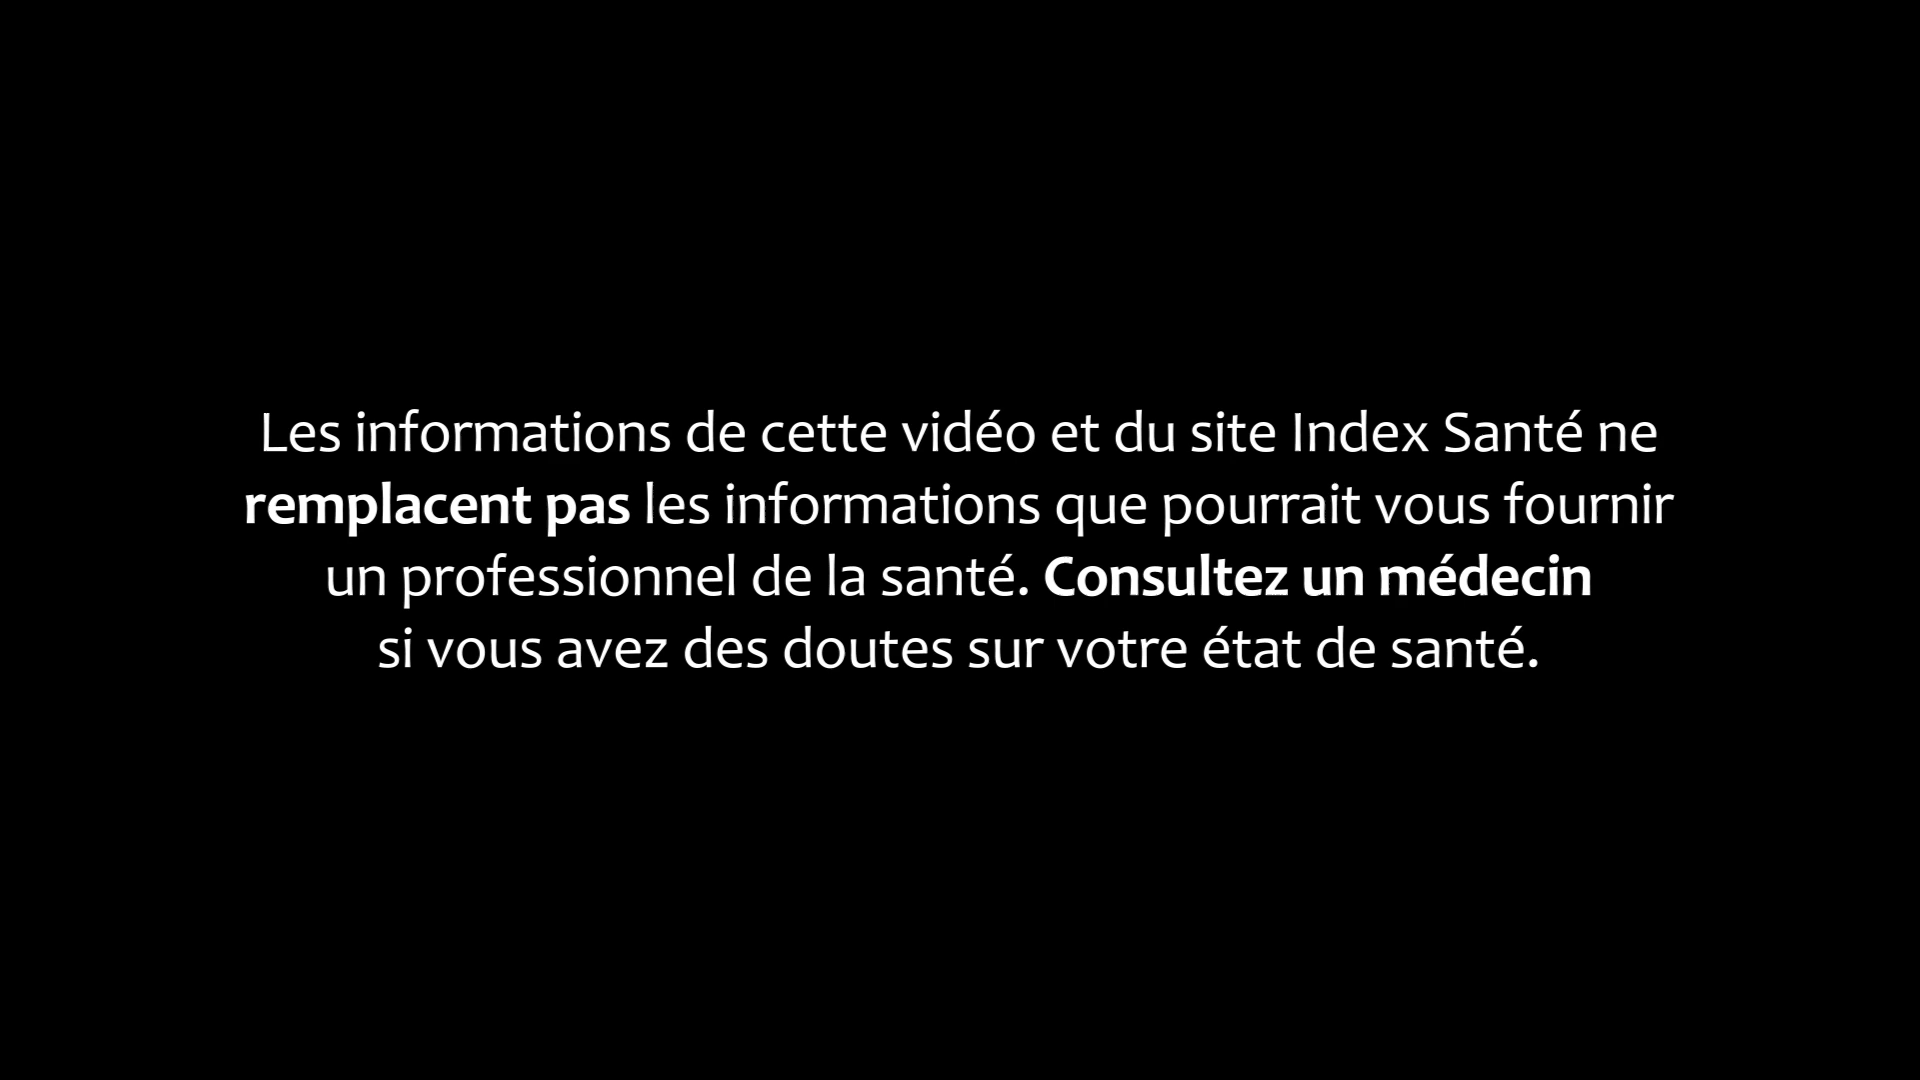 Les informations de cette vidéo et du site Index Santé ne
remplacent pas les informations que pourrait vous fournir
un professionnel de la santé. Consultez un médecin
si vous avez des doutes sur votre état de santé.